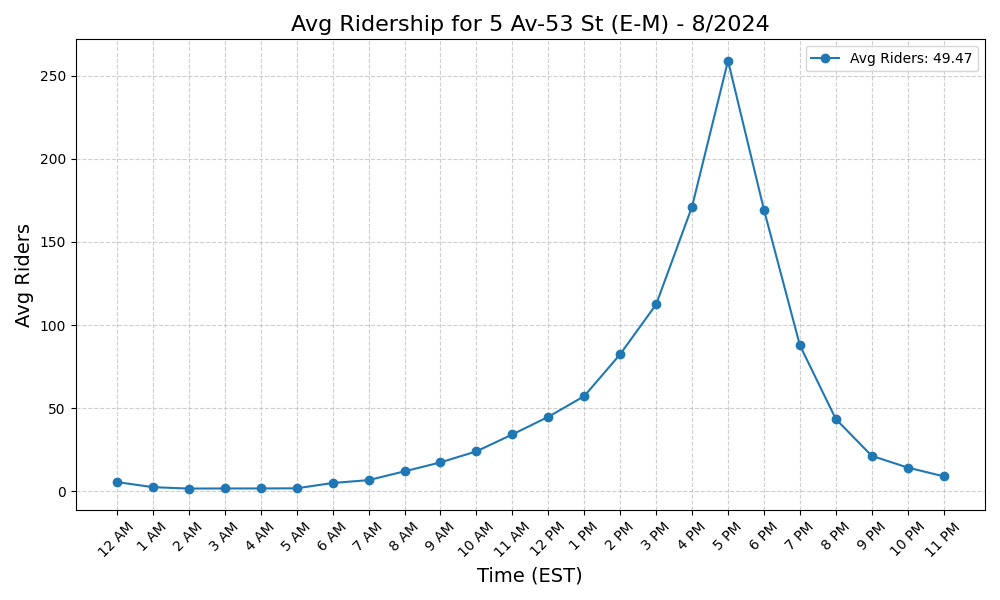 Avg Ridership for 5 Av-53 St (E-M) - 8/2024
Avg Riders: 49.47
Avg Riders
250
200
150
100
50
0
12 AM
1 AM
2 AM
3 AM
4 AM
5 AM
6 AM
7 AM
8 AM
9 AM
10 AM
11 AM
12 PM
1 PM
2 PM
3 PM
4 PM
5 PM
6 PM
7 PM
8 PM
9 PM
10 PM
11 PM
Time (EST)